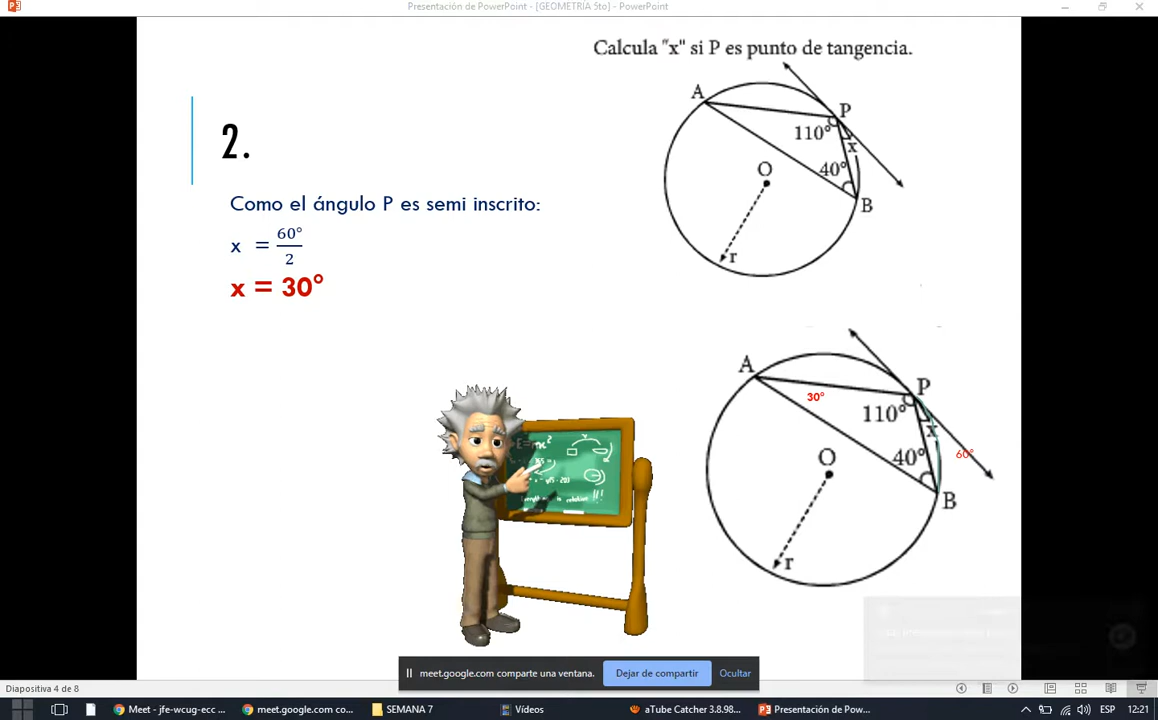 Presentación de PowerPoint - [GEOMETRÍA 5to] - PowerPoint
Calcula "x" si P es punto de tangencia.
2.
Como el ángulo P es semi inscrito:
x = 60°/2
x = 30°
A
P
110°
x
40°
O
B
r
A
P
30°
110°
x
40°
60°
O
B
r
E=mc²
meet.google.com comparte una ventana.
Dejar de compartir
Ocultar
Diapositiva 4 de 8
Meet - jfe-wcug-ecc ...
meet.google.com co...
SEMANA 7
Vídeos
aTube Catcher 3.8.98...
Presentación de Pow...
ESP
12:21